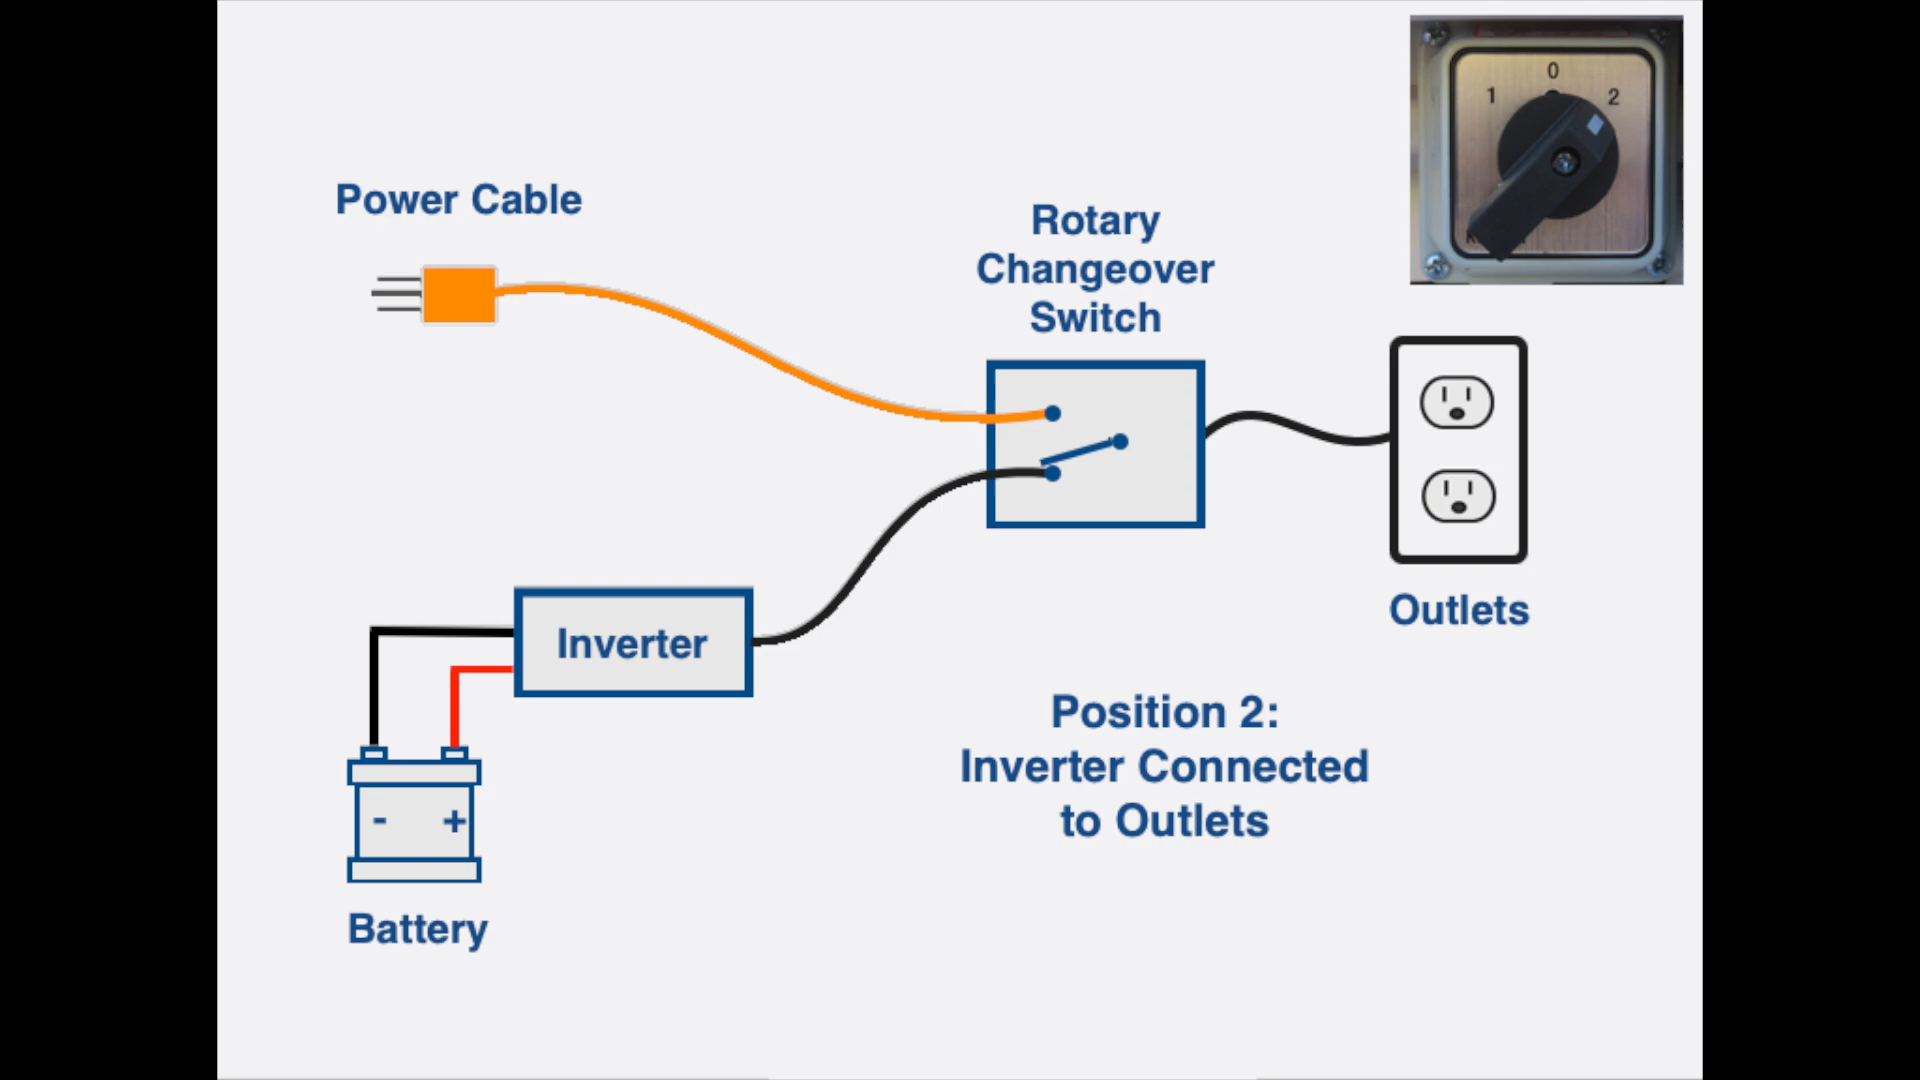 0
1
2
Power Cable
Rotary
Changeover
Switch
Inverter
Outlets
Position 2:
Inverter Connected
to Outlets
-
+
Battery